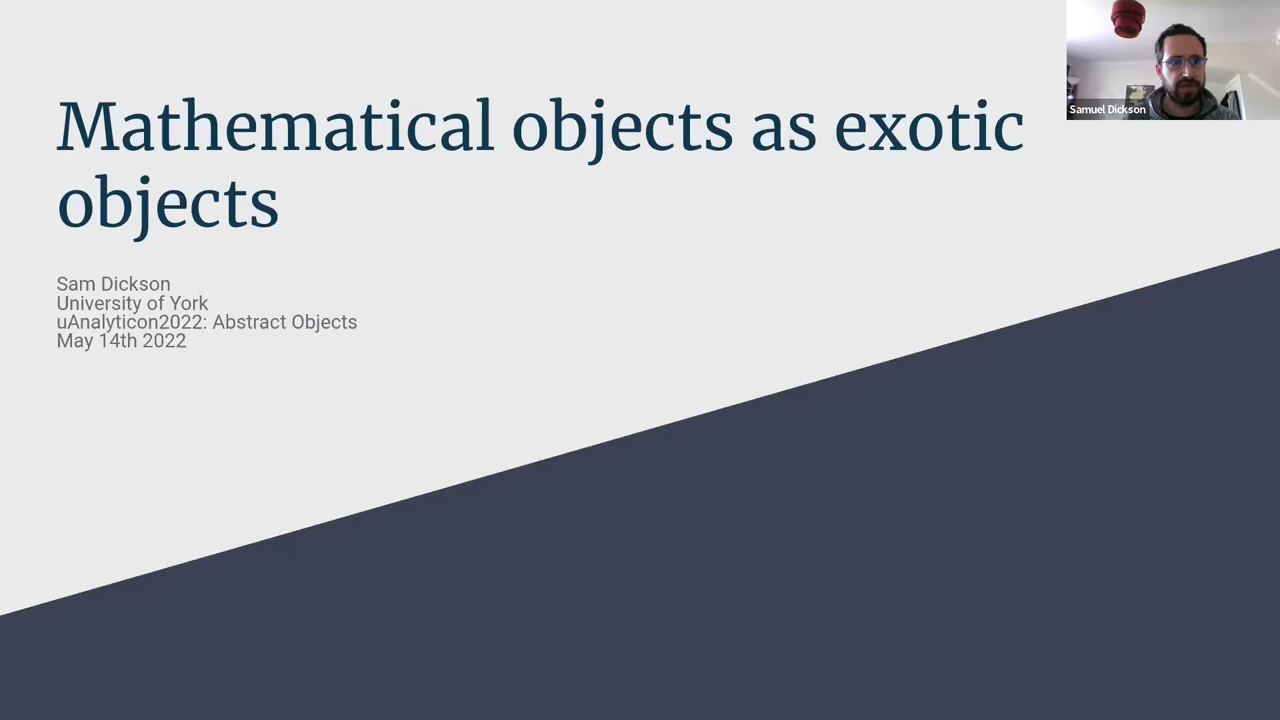 Mathematical objects as exotic
objects
Sam Dickson
University of York
uAnalyticon2022: Abstract Objects
May 14th 2022
Samuel Dickson